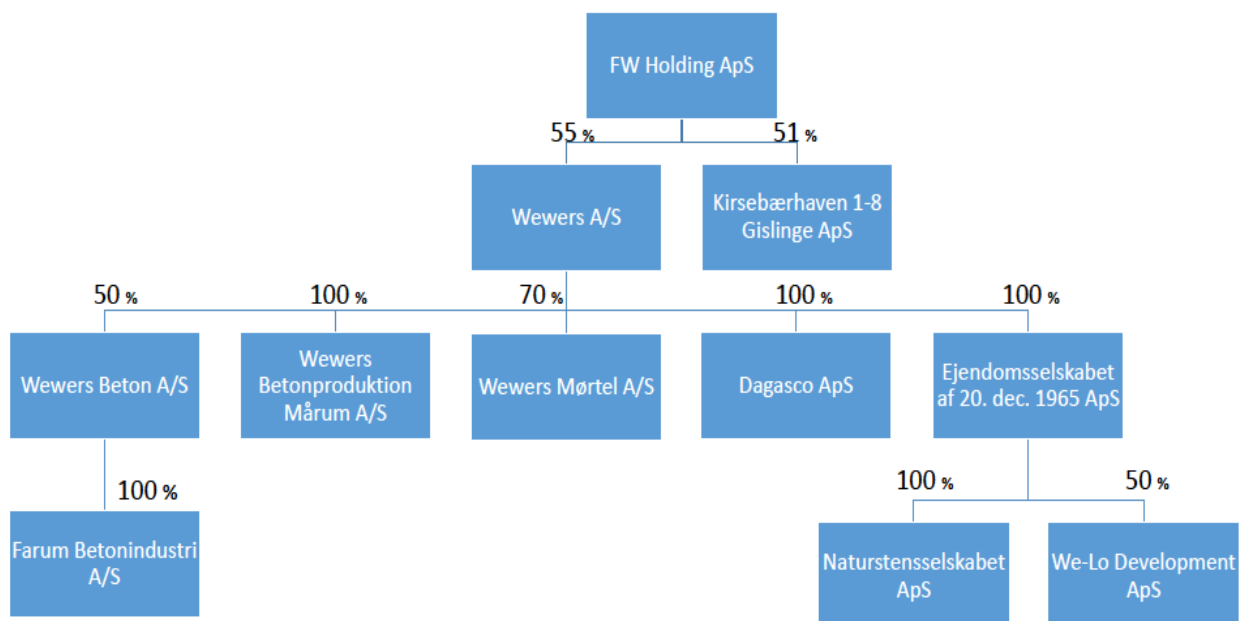 FW Holding ApS
55 %
51 %
Wewers A/S
Kirsebærhaven 1-8
Gislinge ApS
50 %
100 %
70 %
100 %
100 %
Wewers Beton A/S
Wewers
Betonproduktion
Mårum A/S
Wewers Mørtel A/S
Dagasco ApS
Ejendomsselskabet
af 20. dec. 1965 ApS
100 %
100 %
50 %
Farum Betonindustri
A/S
Naturstensselskabet
ApS
We-Lo Development
ApS